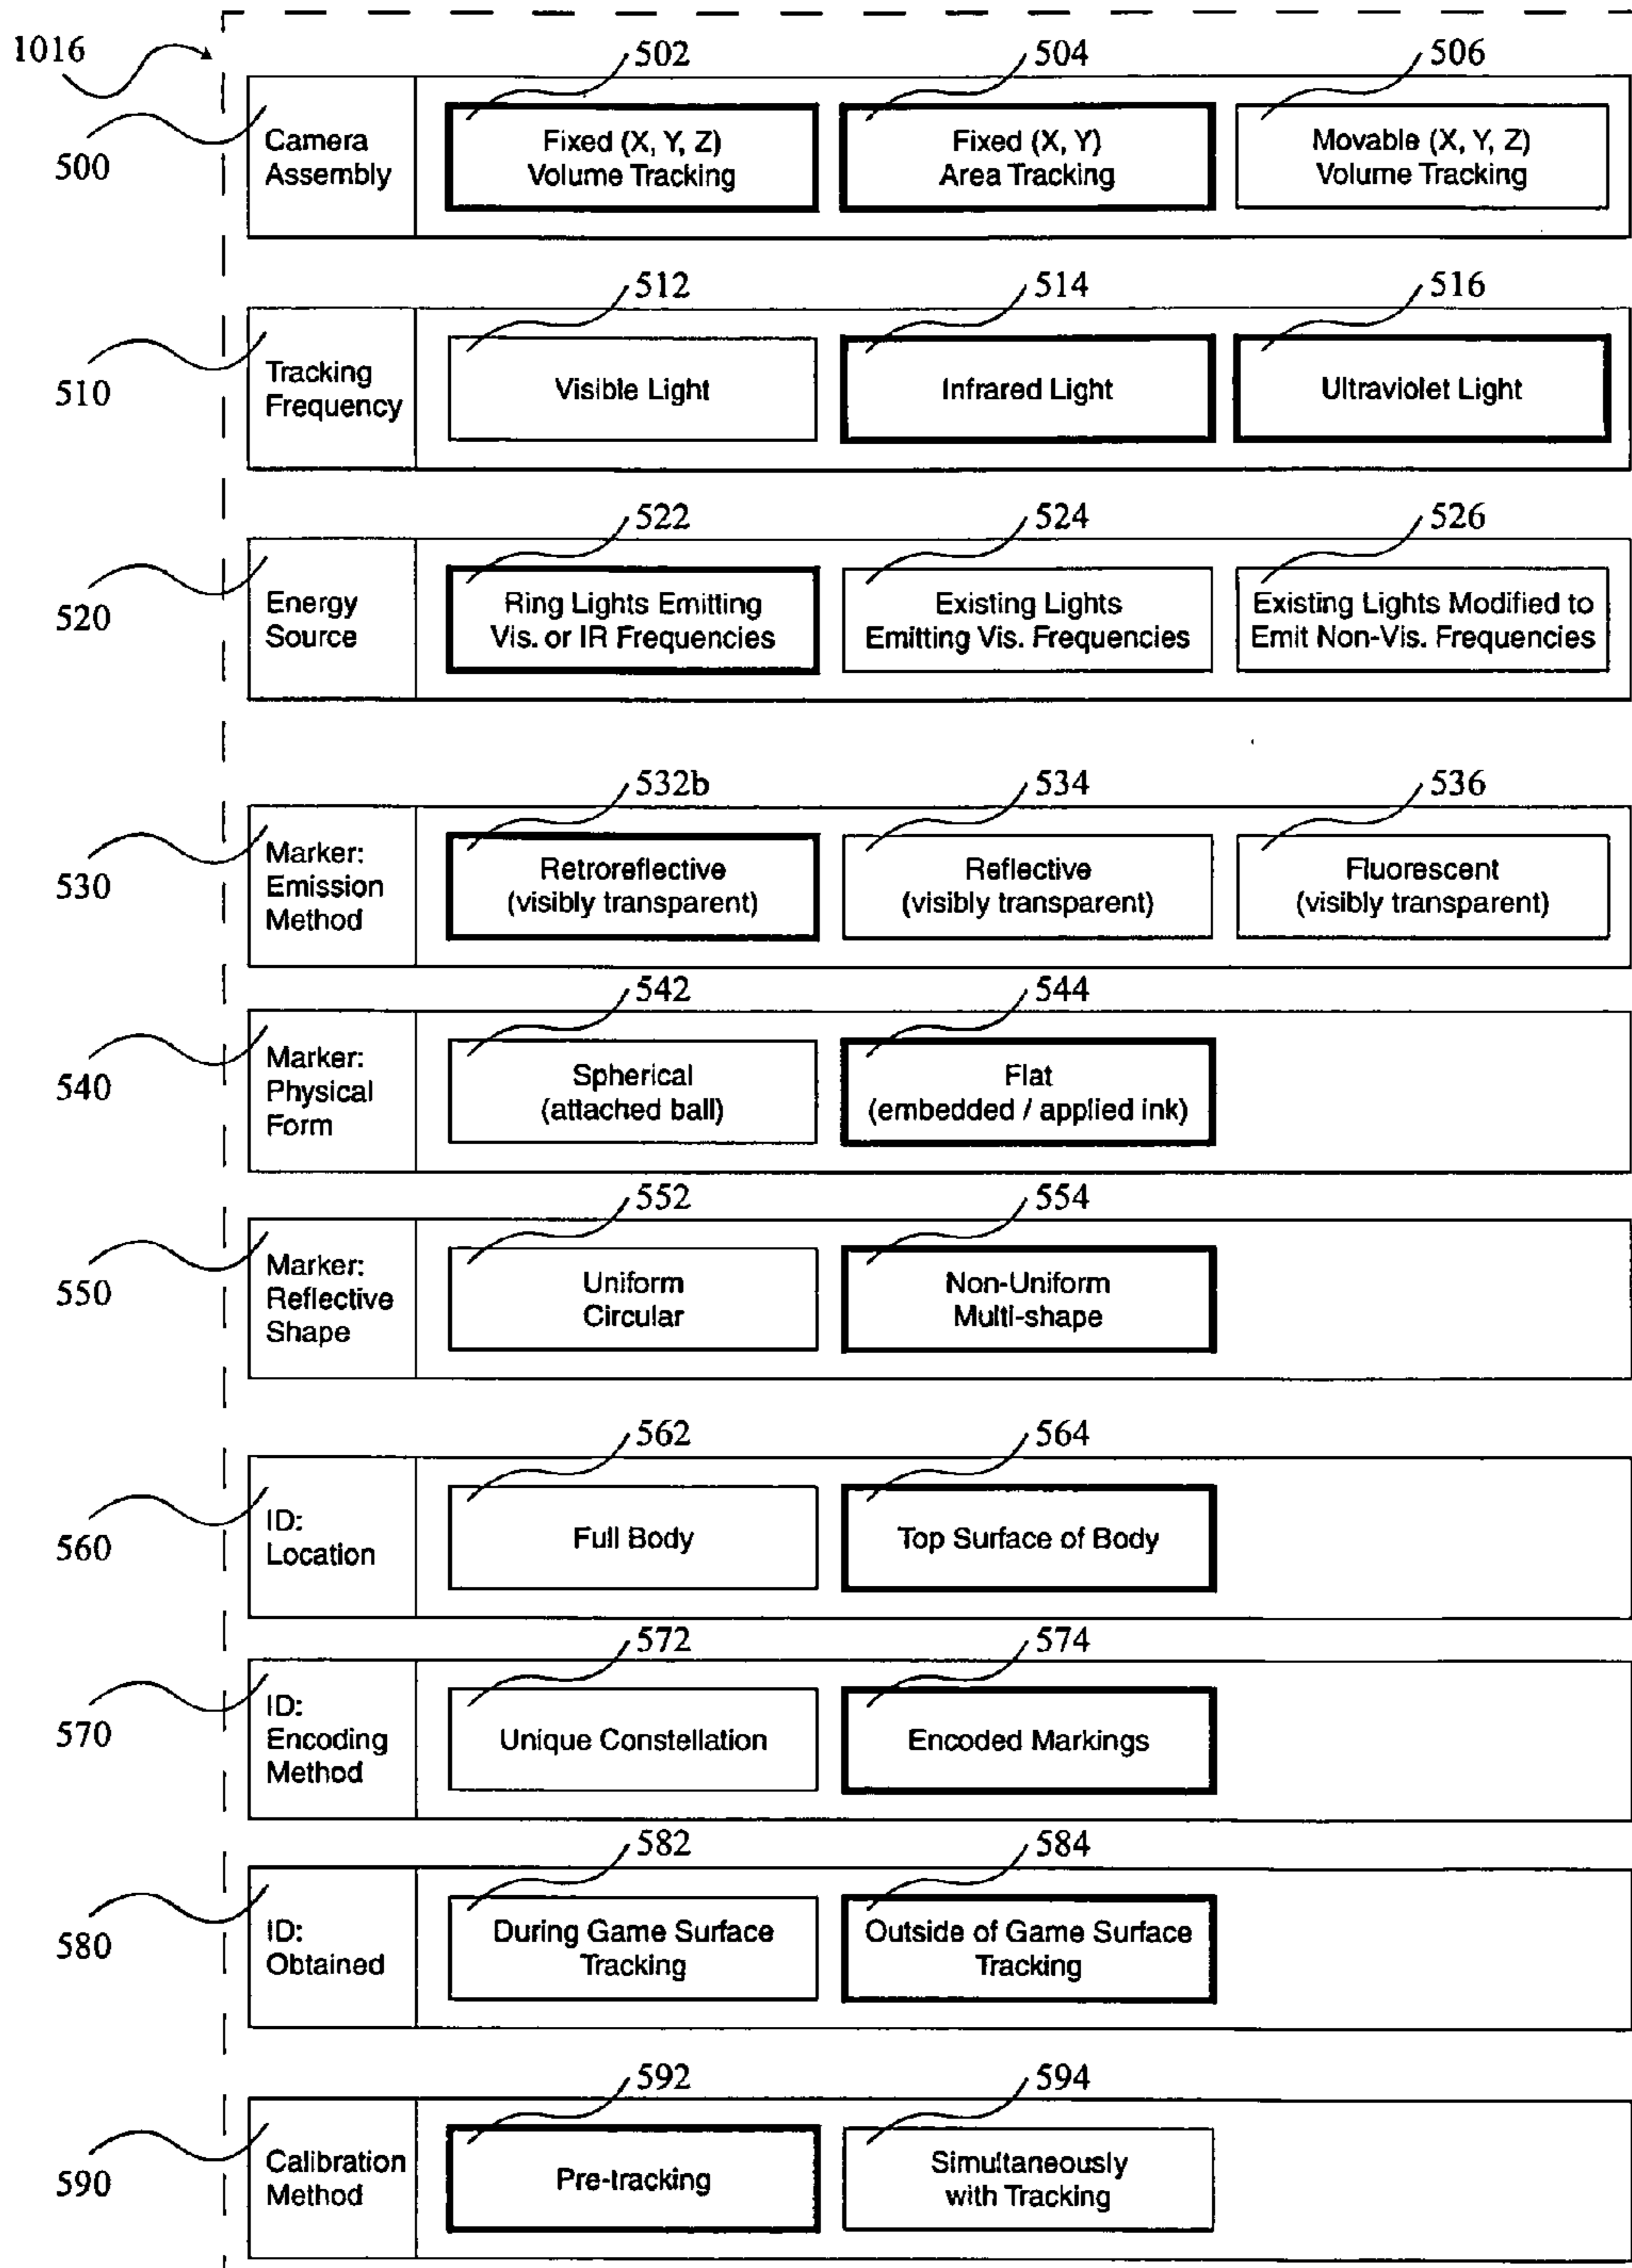 1016
502
504
506
500
Camera
Assembly
Fixed (X, Y, Z)
Volume Tracking
Fixed (X, Y)
Area Tracking
Movable (X, Y, Z)
Volume Tracking
512
514
516
510
Tracking
Frequency
Visible Light
Infrared Light
Ultraviolet Light
522
524
526
520
Energy
Source
Ring Lights Emitting
Vis. or IR Frequencies
Existing Lights
Emitting Vis. Frequencies
Existing Lights Modified to
Emit Non-Vis. Frequencies
532b
534
536
530
Marker:
Emission
Method
Retroreflective
(visibly transparent)
Reflective
(visibly transparent)
Fluorescent
(visibly transparent)
542
544
540
Marker:
Physical
Form
Spherical
(attached ball)
Flat
(embedded / applied ink)
552
554
550
Marker:
Reflective
Shape
Uniform
Circular
Non-Uniform
Multi-shape
562
564
560
ID:
Location
Full Body
Top Surface of Body
572
574
570
ID:
Encoding
Method
Unique Constellation
Encoded Markings
582
584
580
ID:
Obtained
During Game Surface
Tracking
Outside of Game Surface
Tracking
592
594
590
Calibration
Method
Pre-tracking
Simultaneously
with Tracking